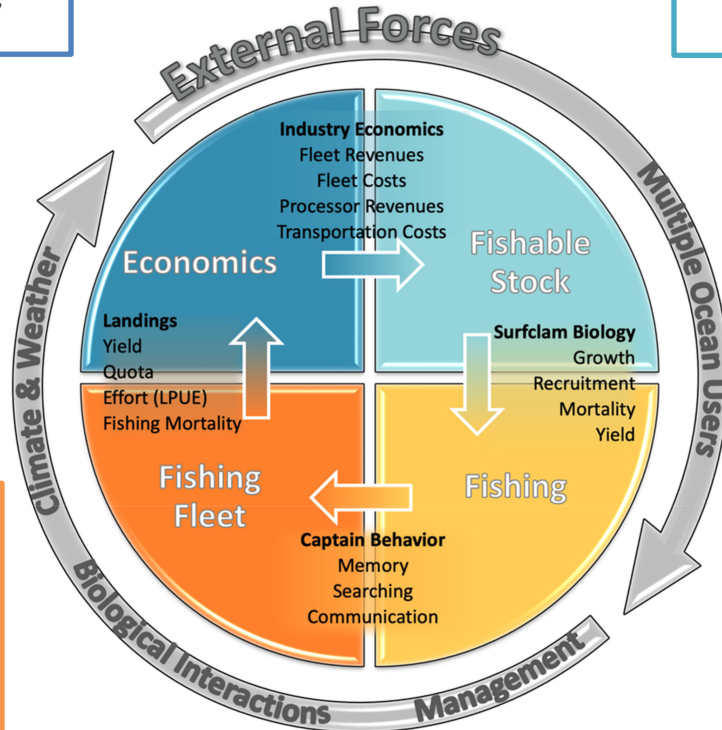 External Forces
Industry Economics
Fleet Revenues
Fleet Costs
Processor Revenues
Transportation Costs
Economics
Fishable
Stock
Multiple Ocean Users
Landings
Yield
Quota
Effort (LPUE)
Fishing Mortality
Surfclam Biology
Growth
Recruitment
Mortality
Yield
Climate & Weather
Fishing
Fleet
Fishing
Captain Behavior
Memory
Searching
Communication
Biological Interactions
Management